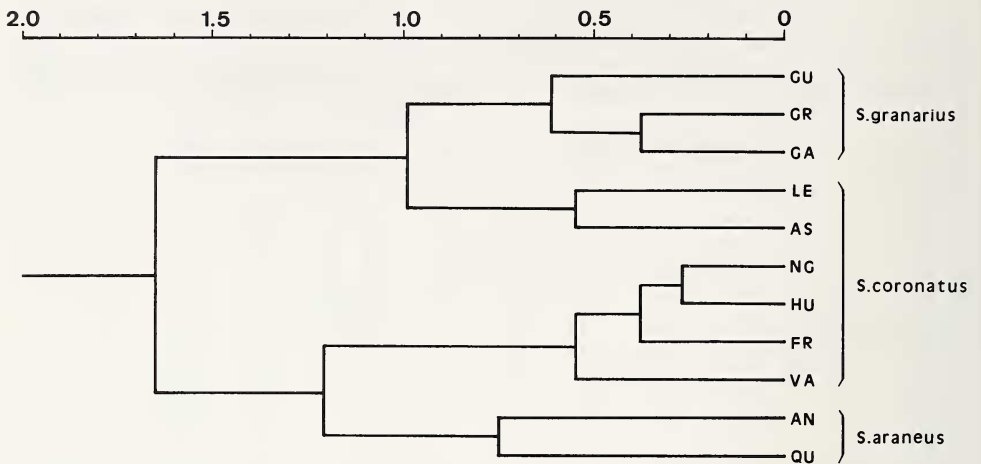 2.0 1.5 1.0 0.5 0
GU
GR
S.granarius
GA
LE
AS
NG
S.coronatus
HU
FR
VA
AN
S.araneus
QU